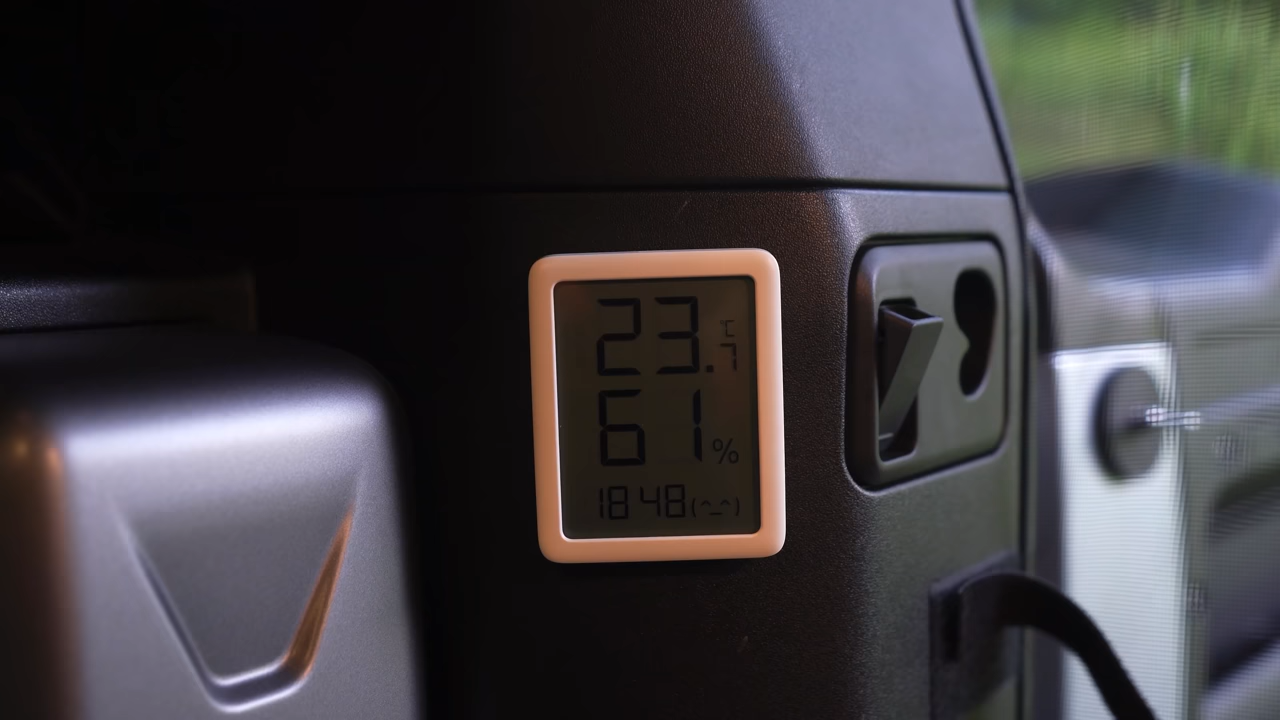 23.7 ℃
61 %
18 48 (^_^)